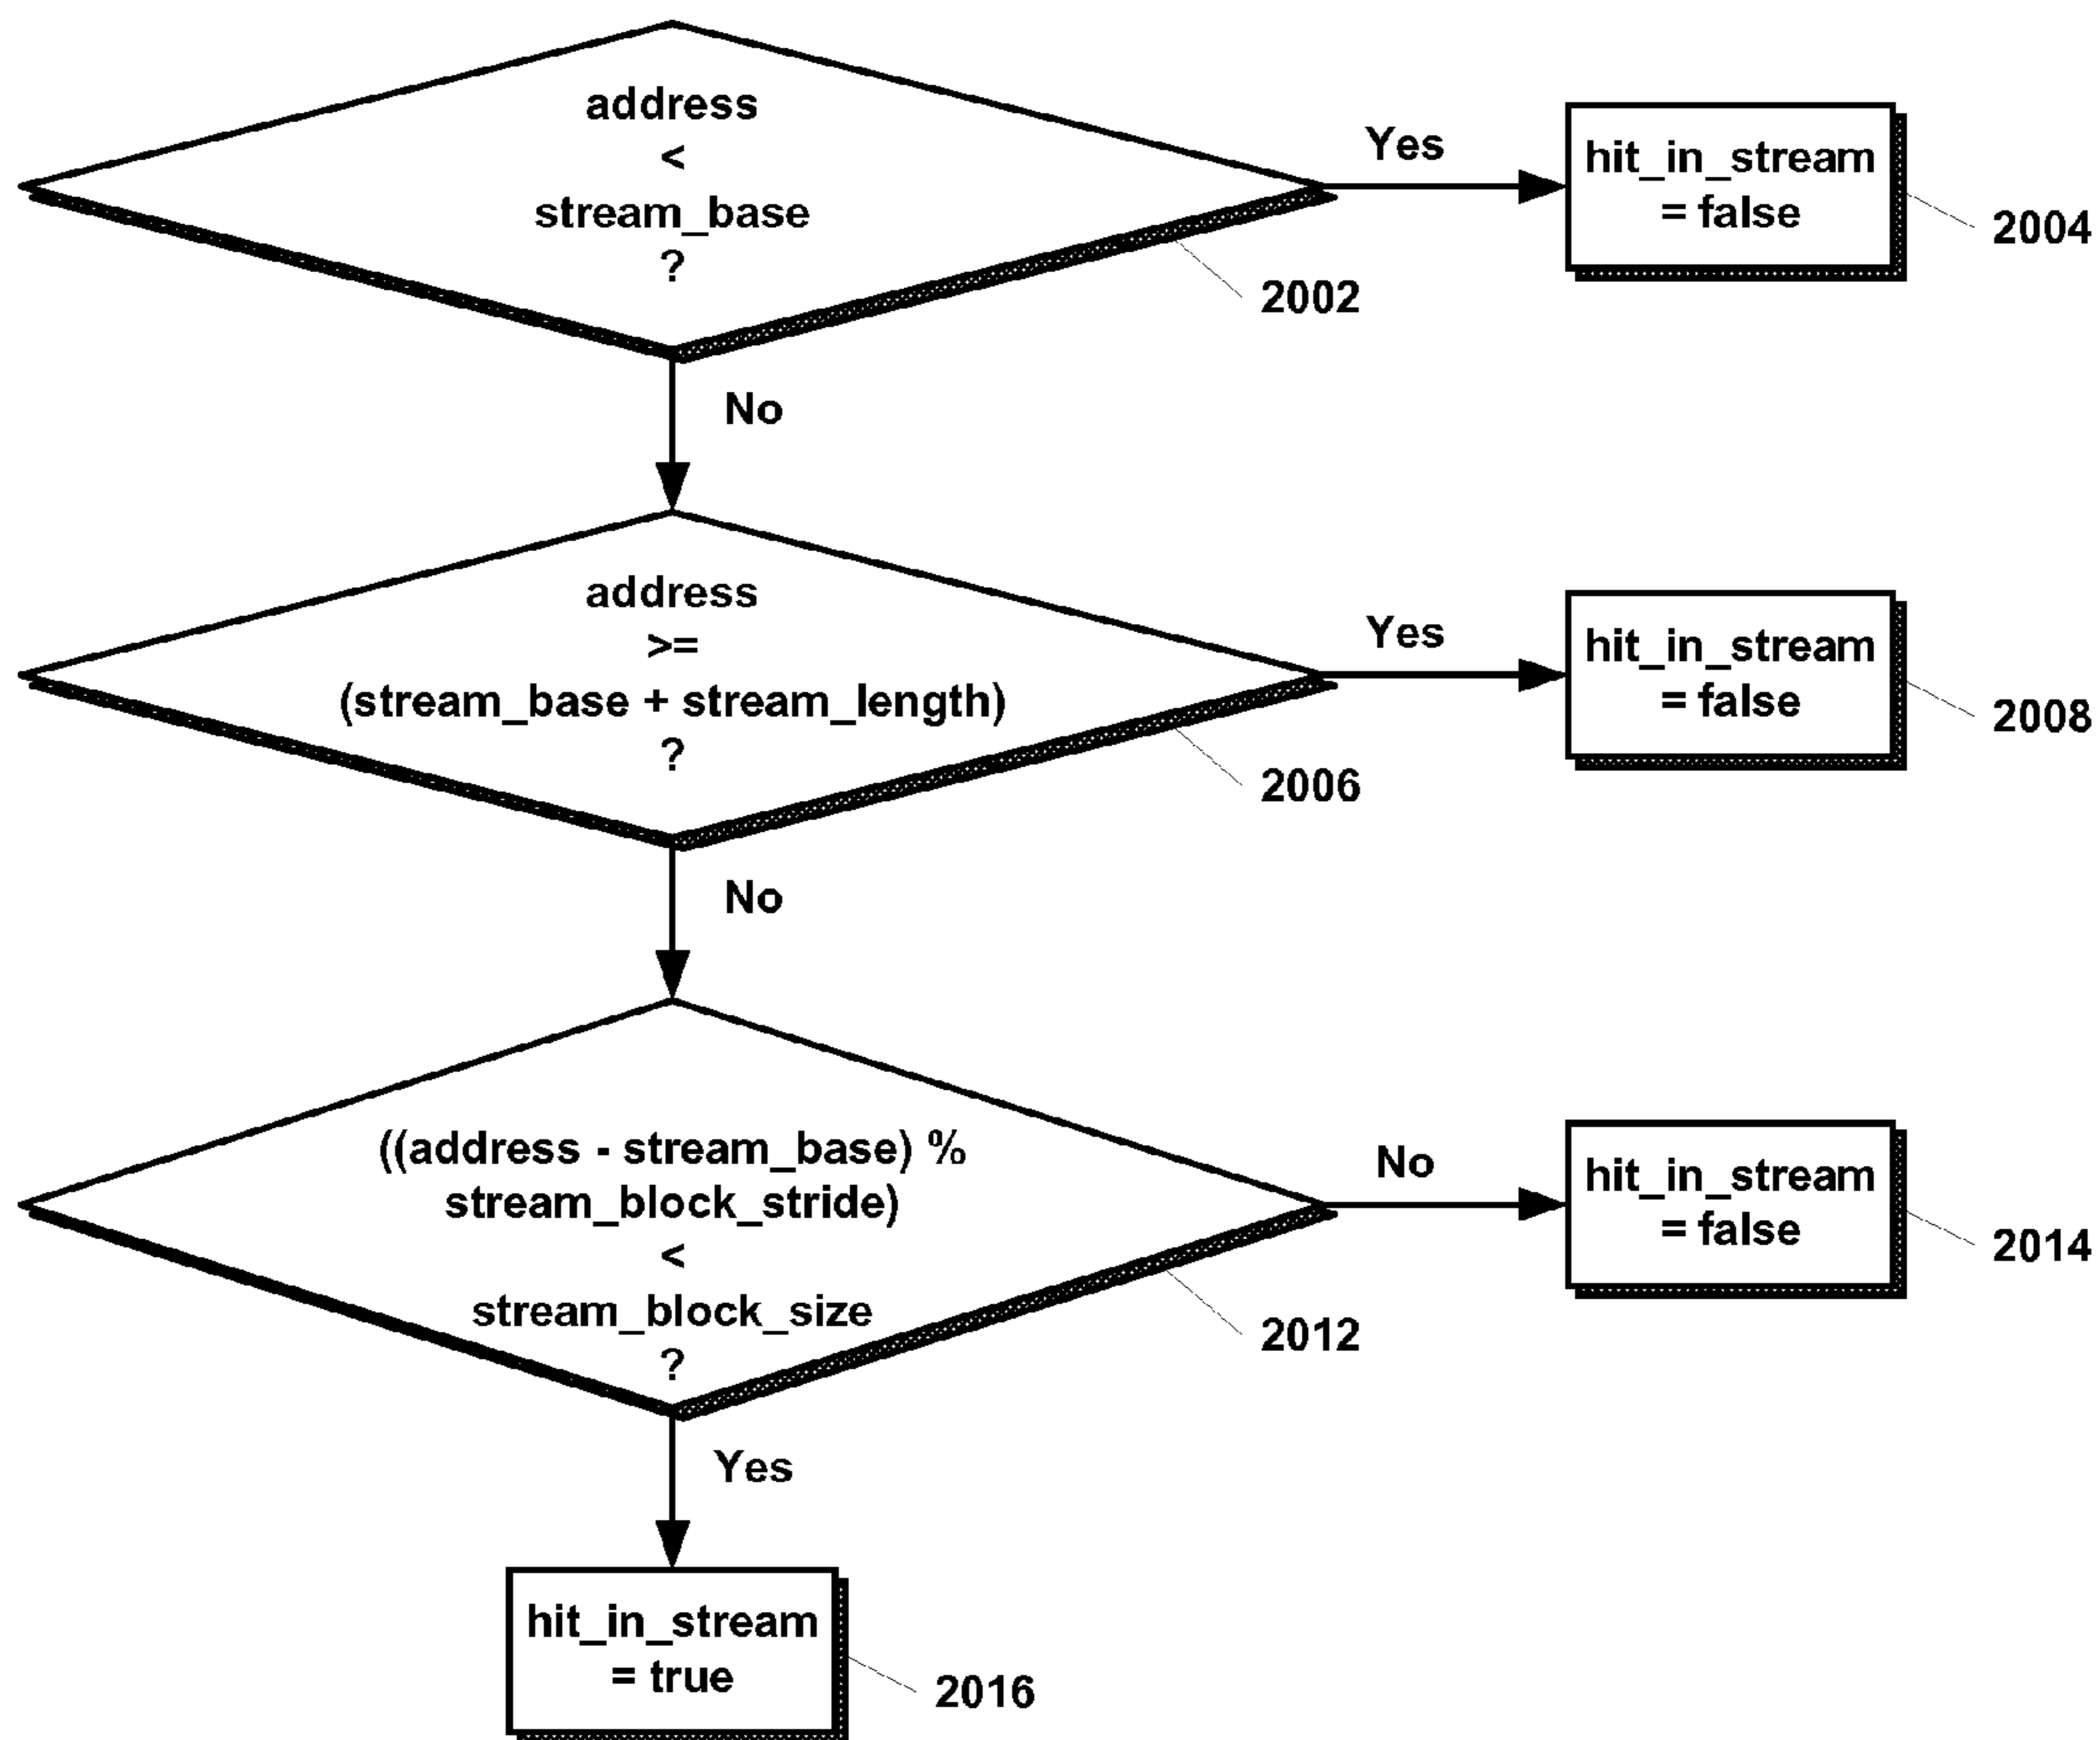 address
<
stream_base
?
Yes
hit_in_stream
= false
2004
2002
No
address
>=
(stream_base + stream_length)
?
Yes
hit_in_stream
= false
2008
2006
No
((address - stream_base) %
stream_block_stride)
<
stream_block_size
?
No
hit_in_stream
= false
2014
2012
Yes
hit_in_stream
= true
2016